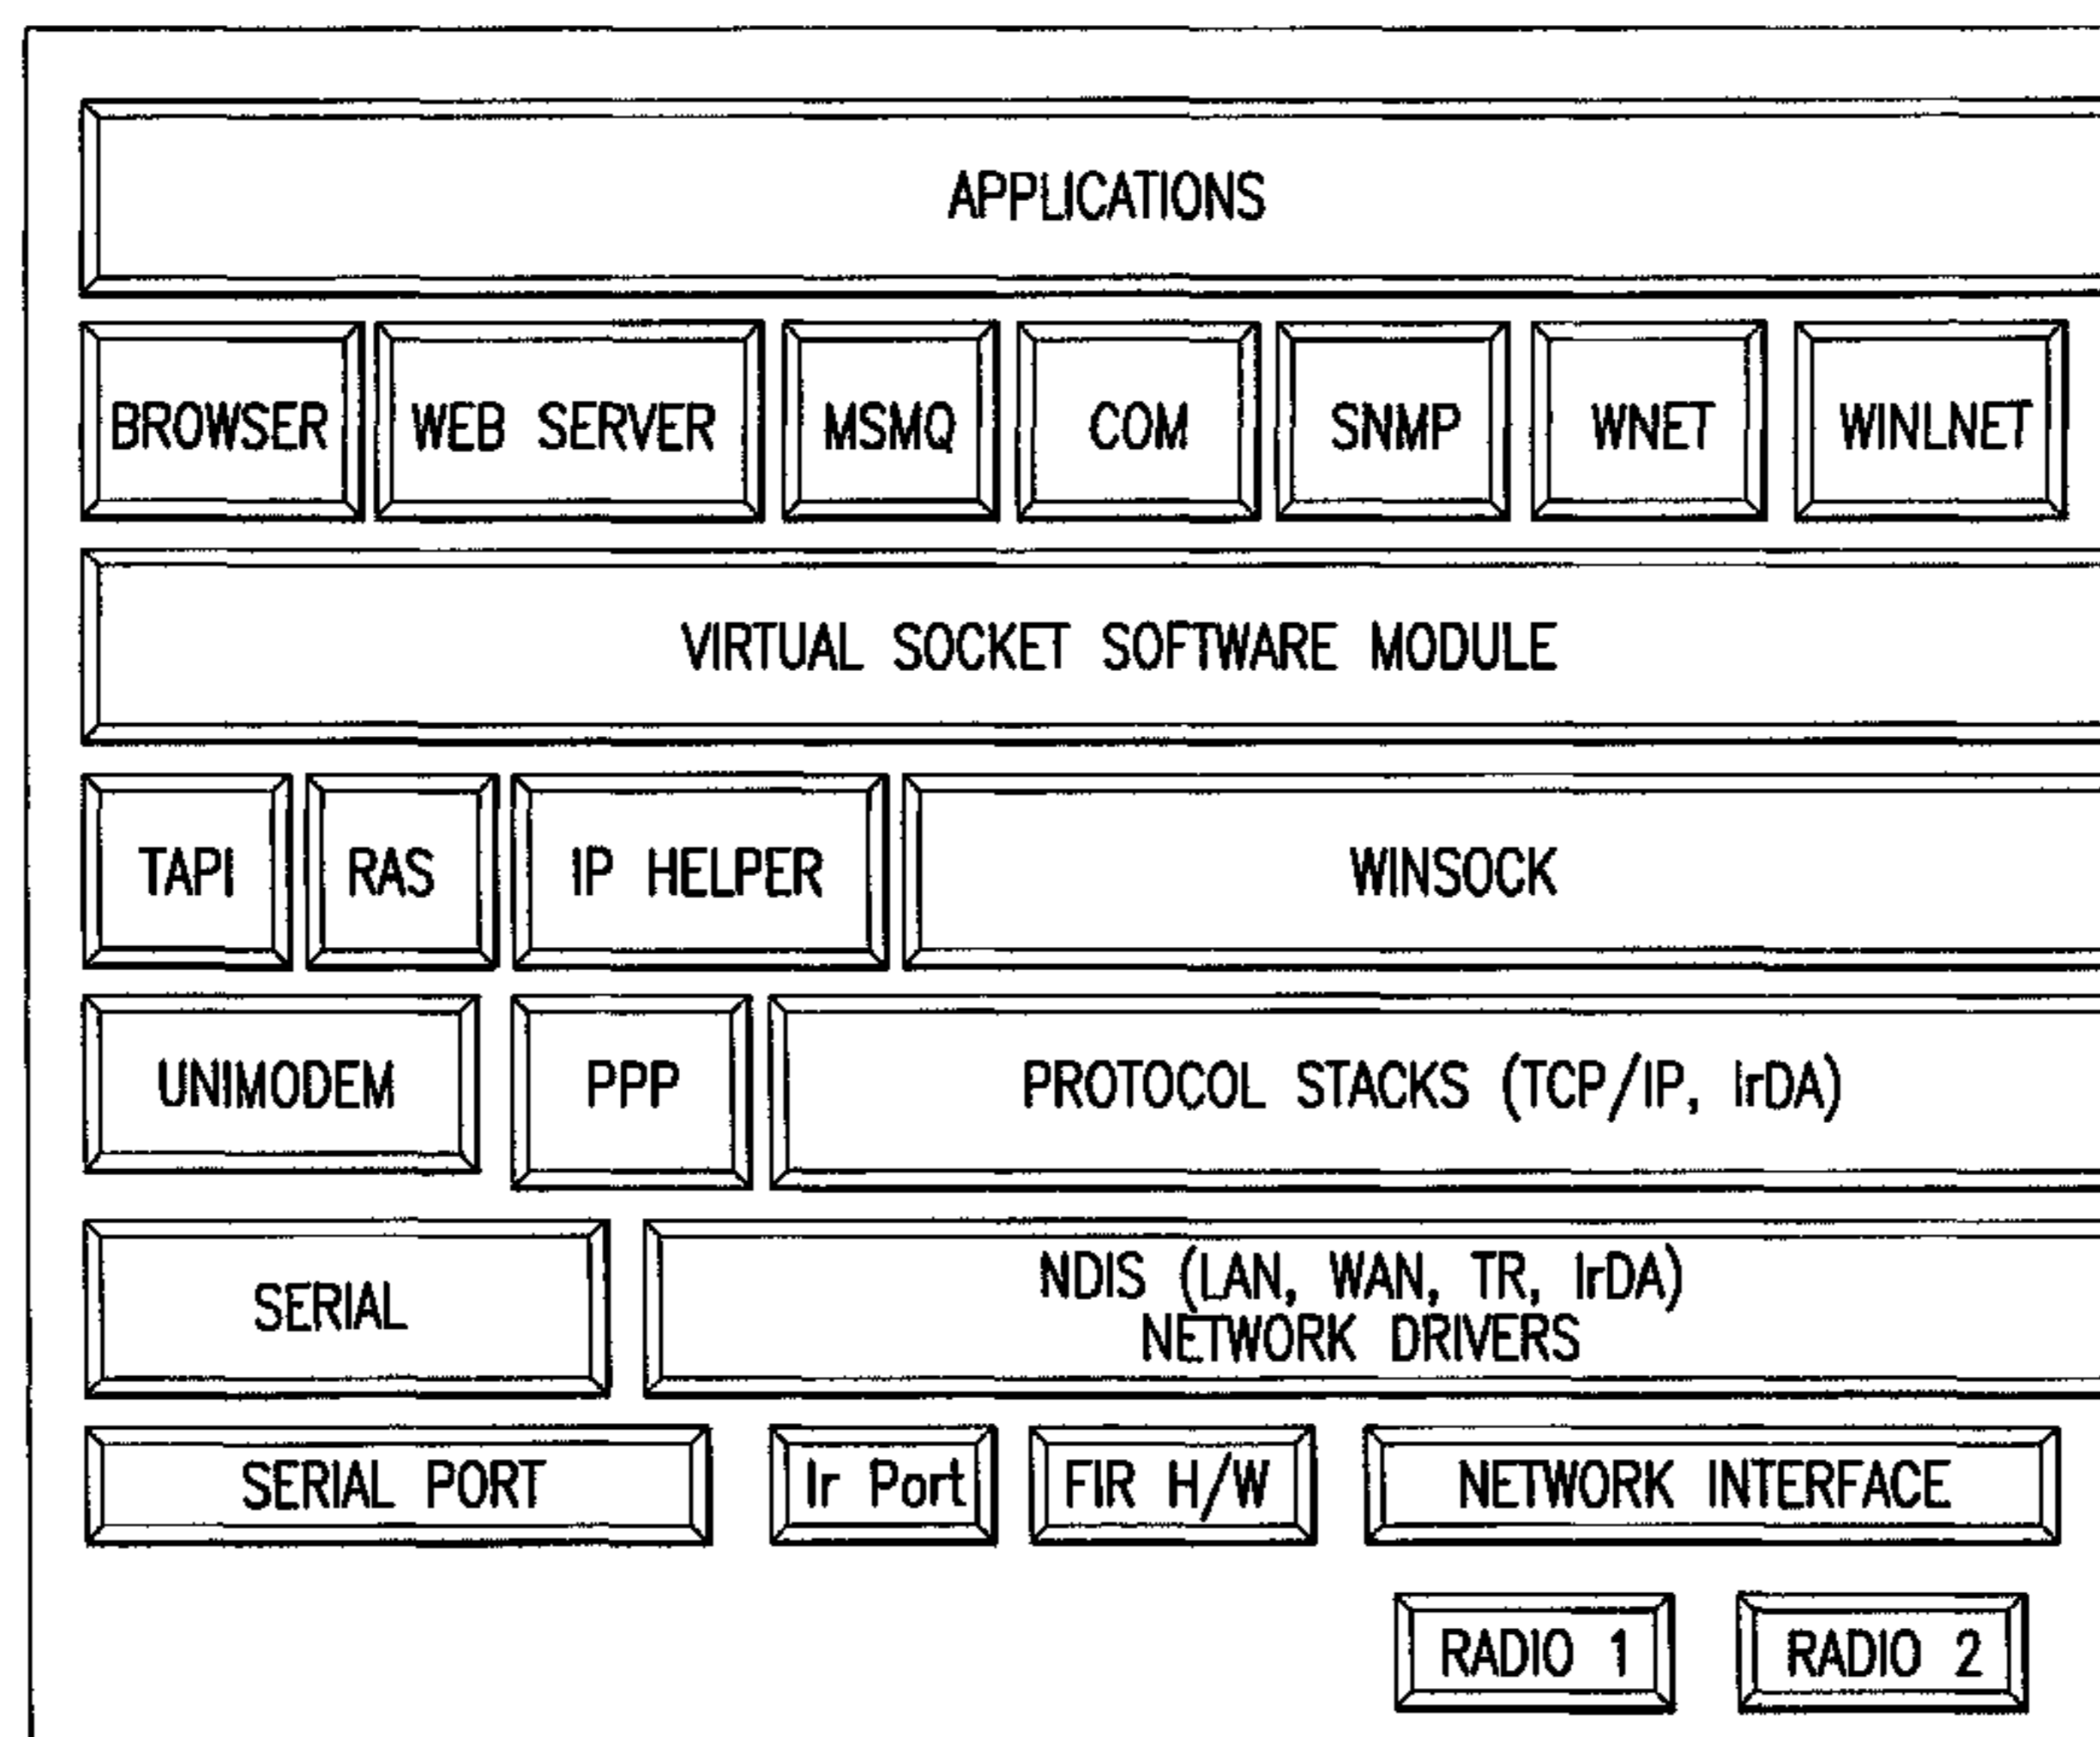 APPLICATIONS
BROWSER WEB SERVER MSMQ COM SNMP WNET WINLNET
VIRTUAL SOCKET SOFTWARE MODULE
TAPI RAS IP HELPER WINSOCK
UNIMODEM PPP PROTOCOL STACKS (TCP/IP, IrDA)
SERIAL NDIS (LAN, WAN, TR, IrDA)
NETWORK DRIVERS
SERIAL PORT Ir Port FIR H/W NETWORK INTERFACE
RADIO 1 RADIO 2